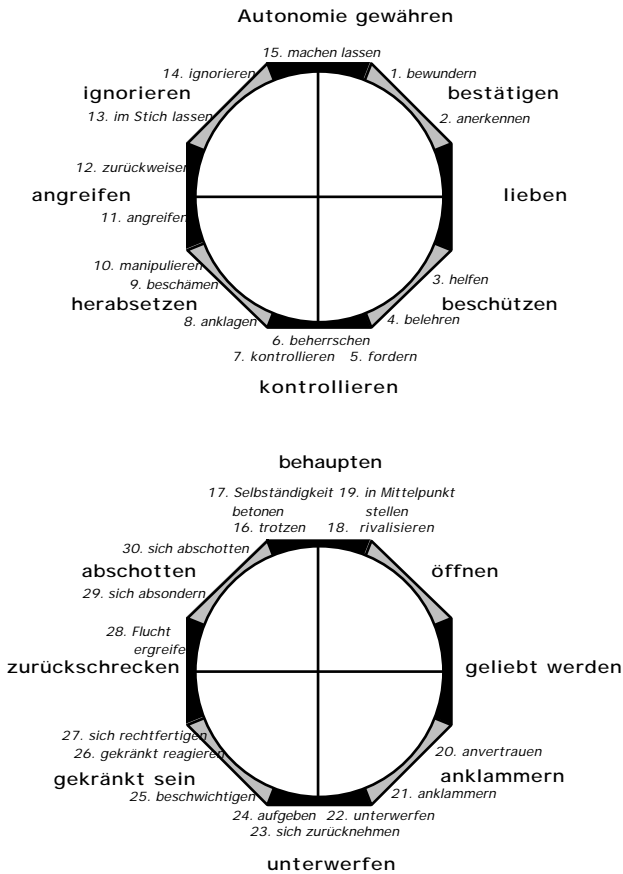 Autonomie gewähren
15. machen lassen
14. ignorieren
1. bewundern
ignorieren
bestätigen
13. im Stich lassen
2. anerkennen
12. zurückweisen
angreifen
lieben
11. angreifen
10. manipulieren
3. helfen
9. beschämen
herabsetzen
beschützen
8. anklagen
4. belehren
6. beherrschen
7. kontrollieren
5. fordern
kontrollieren
behaupten
17. Selbständigkeit
19. in Mittelpunkt
betonen
stellen
16. trotzen
18. rivalisieren
30. sich abschotten
abschotten
öffnen
29. sich absondern
28. Flucht
ergreife
zurückschrecken
geliebt werden
27. sich rechtfertigen
26. gekränkt reagieren
20. anvertrauen
gekränkt sein
anklammern
25. beschwichtigen
21. anklammern
24. aufgeben
22. unterwerfen
23. sich zurücknehmen
unterwerfen